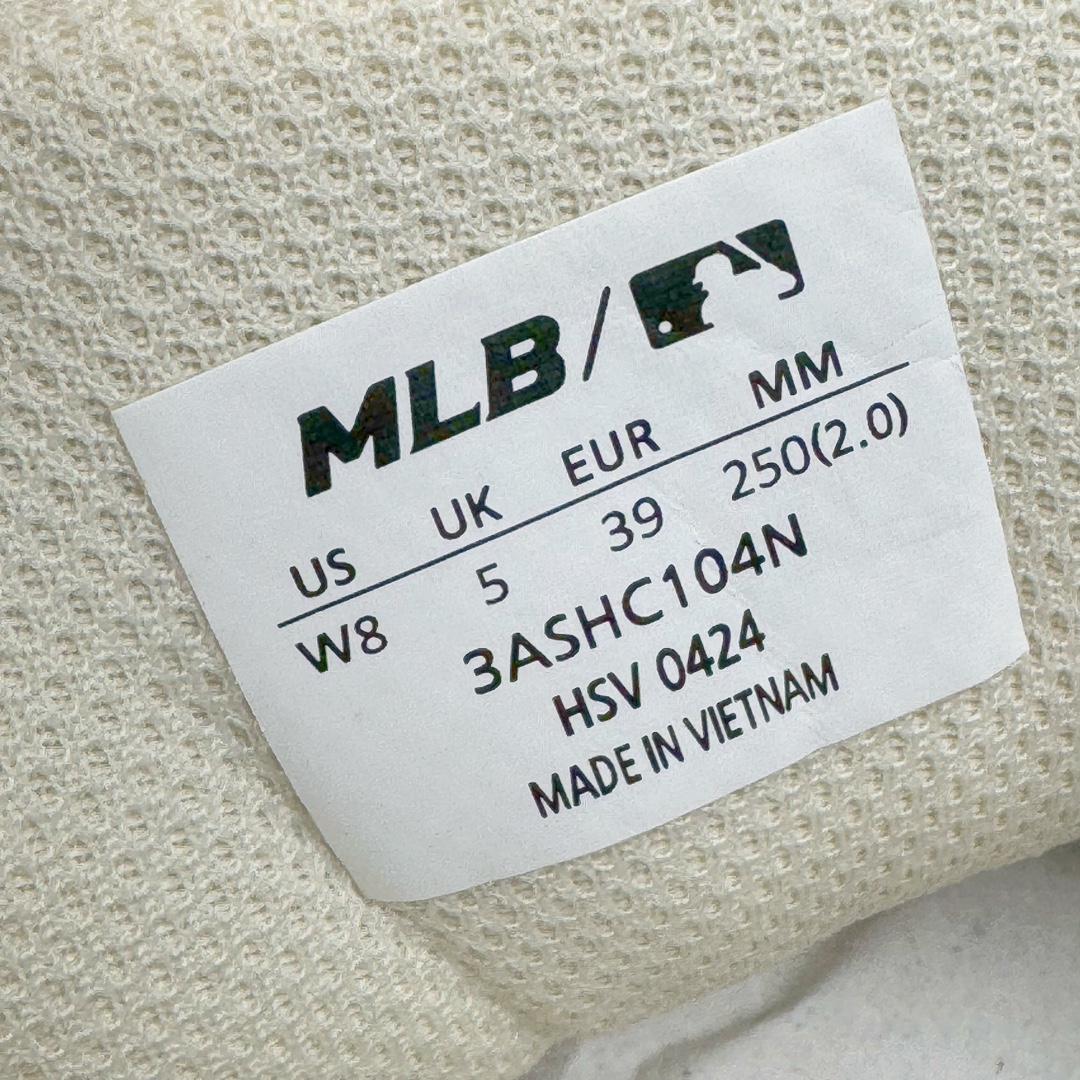 MLB/
US UK EUR MM
W8 5 39 250(2.0)
3ASHC104N
HSV 0424
MADE IN VIETNAM